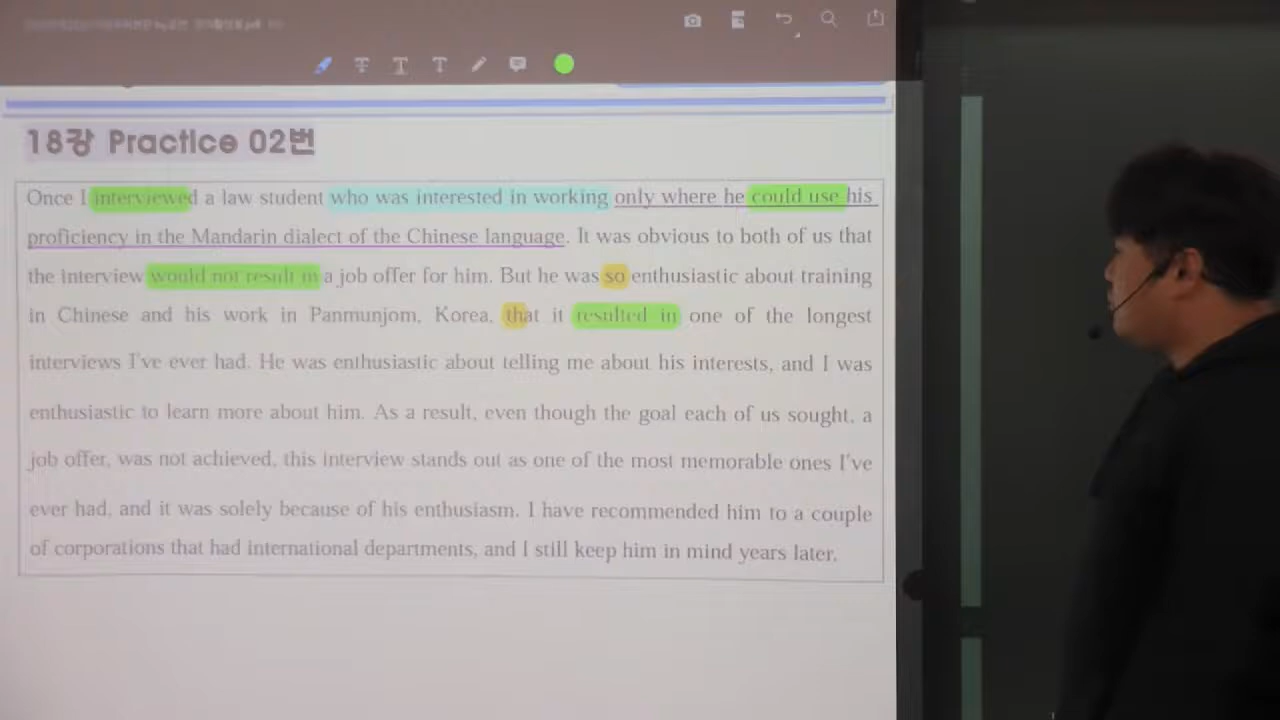 18강 Practice 02번
Once I interviewed a law student who was interested in working only where he could use his
proficiency in the Mandarin dialect of the Chinese language. It was obvious to both of us that
the interview would not result in a job offer for him. But he was so enthusiastic about training
in Chinese and his work in Panmunjom, Korea, that it resulted in one of the longest
interviews I've ever had. He was enthusiastic about telling me about his interests, and I was
enthusiastic to learn more about him. As a result, even though the goal each of us sought, a
job offer, was not achieved, this interview stands out as one of the most memorable ones I've
ever had, and it was solely because of his enthusiasm. I have recommended him to a couple
of corporations that had international departments, and I still keep him in mind years later.